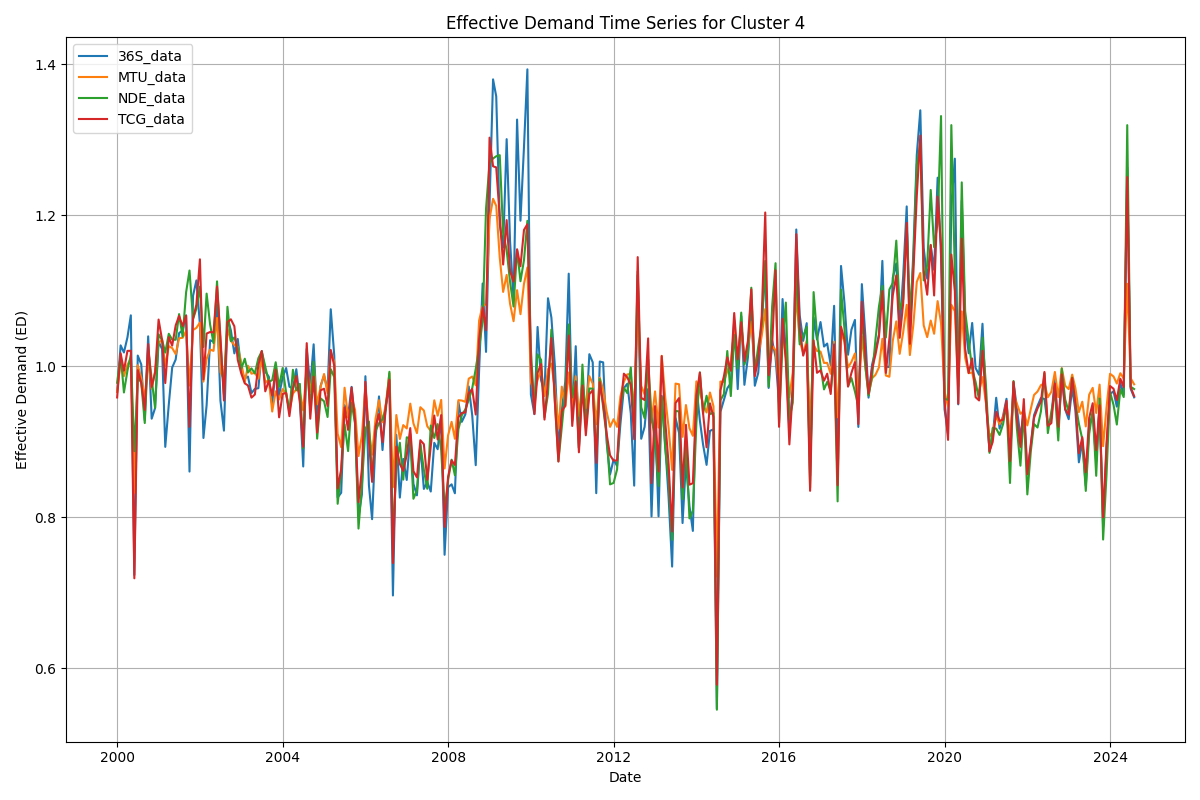 Effective Demand Time Series for Cluster 4
36S_data
MTU_data
NDE_data
TCG_data
Effective Demand (ED)
1.4
1.2
1.0
0.8
0.6
2000
2004
2008
2012
2016
2020
2024
Date